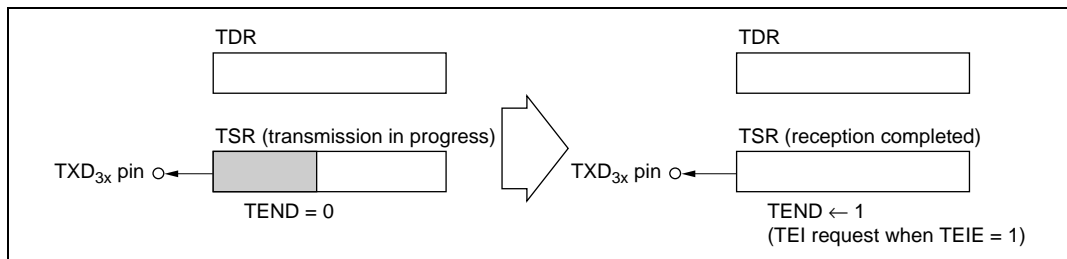 TDR
TSR (transmission in progress)
TXD3x pin
TEND = 0
TDR
TSR (reception completed)
TXD3x pin
TEND ← 1
(TEI request when TEIE = 1)